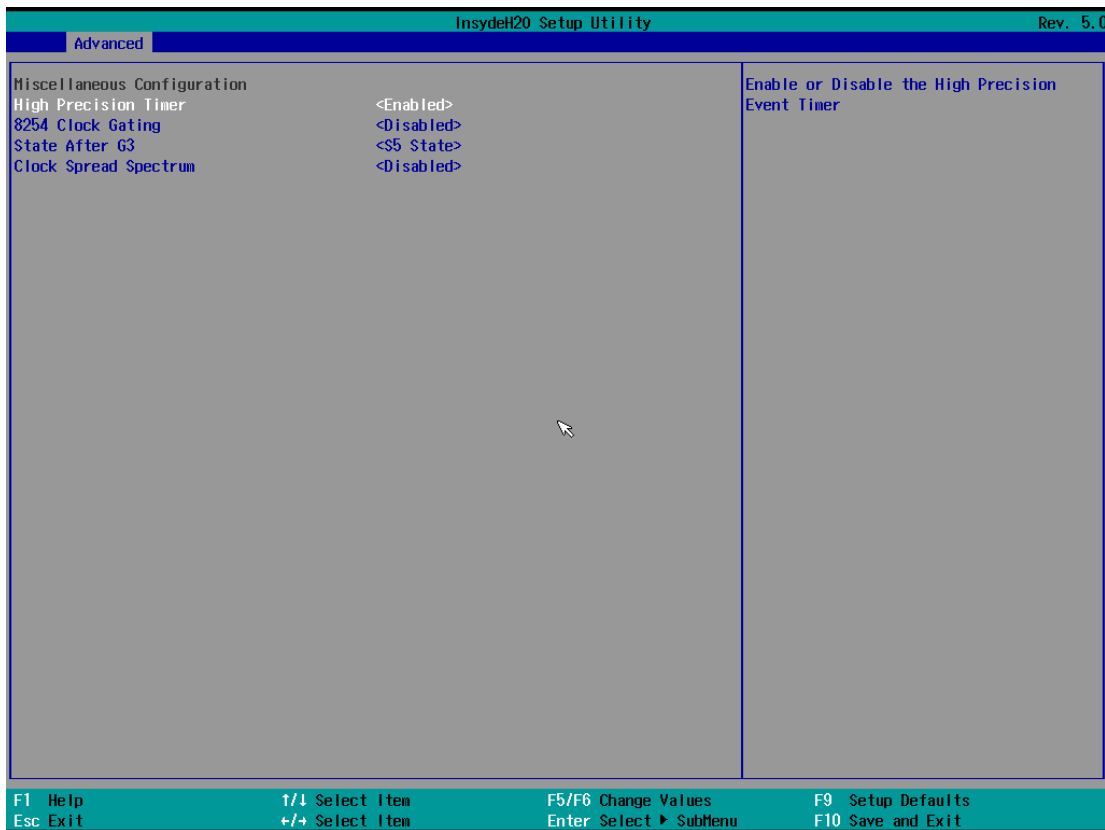 InsydeH20 Setup Utility Rev. 5.0
Advanced
Miscellaneous Configuration
High Precision Timer <Enabled>
8254 Clock Gating <Disabled>
State After G3 <S5 State>
Clock Spread Spectrum <Disabled>
Enable or Disable the High Precision
Event Timer
F1 Help ↑/↓ Select Item F5/F6 Change Values F9 Setup Defaults
Esc Exit ←/→ Select Item Enter Select ▶ SubMenu F10 Save and Exit